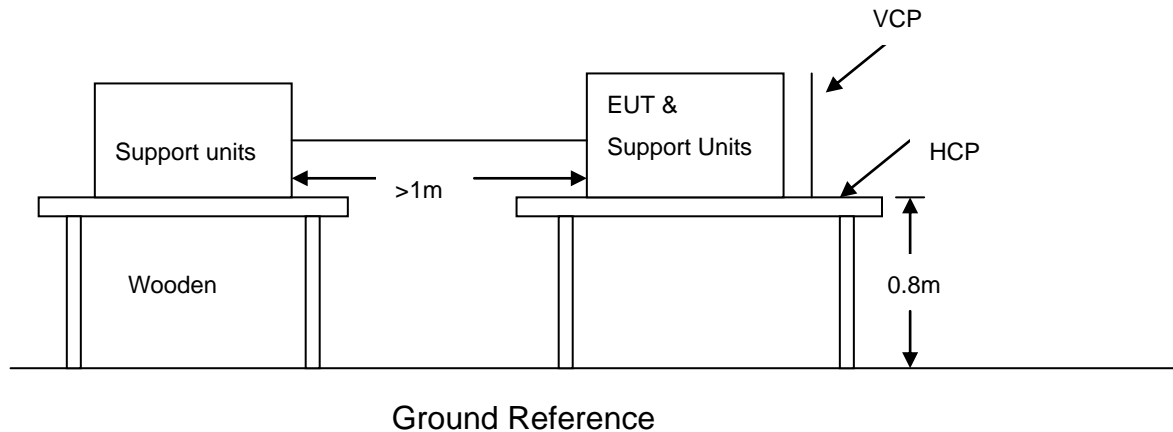 VCP
EUT &
Support Units
Support units
HCP
>1m
Wooden
0.8m
Ground Reference